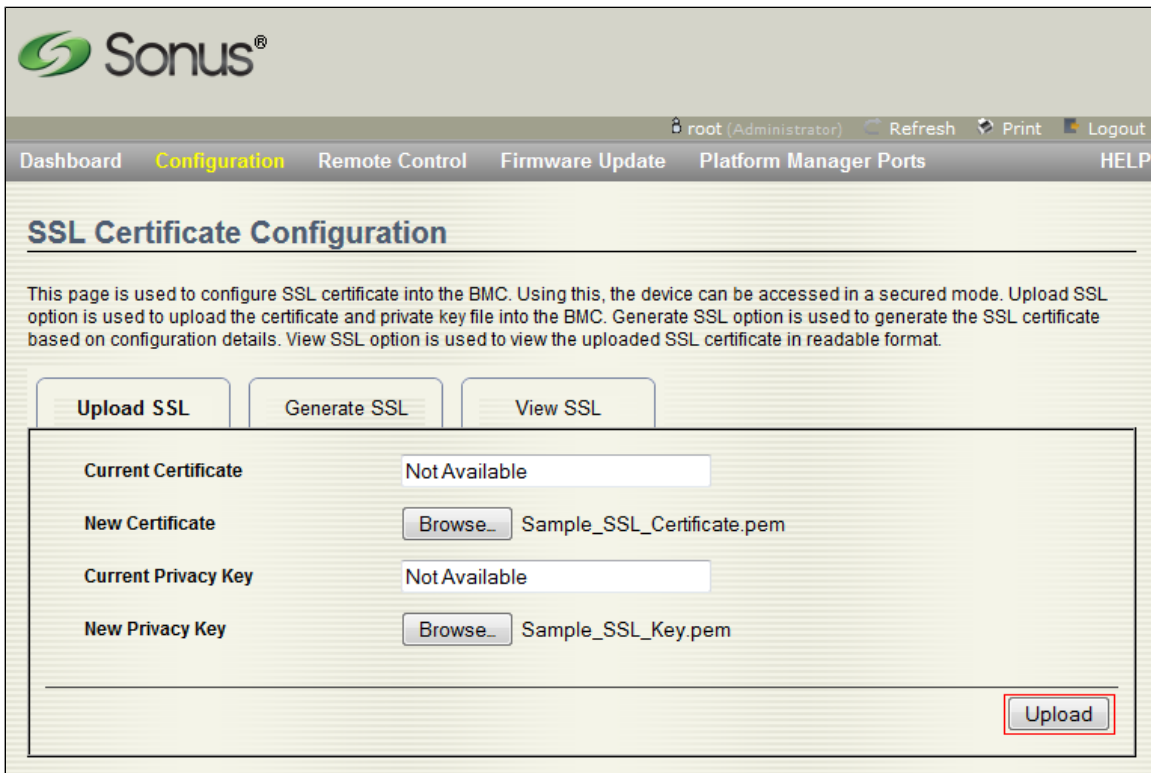 Sonus®
root (Administrator) Refresh Print Logout
Dashboard Configuration Remote Control Firmware Update Platform Manager Ports HELP
SSL Certificate Configuration
This page is used to configure SSL certificate into the BMC. Using this, the device can be accessed in a secured mode. Upload SSL
option is used to upload the certificate and private key file into the BMC. Generate SSL option is used to generate the SSL certificate
based on configuration details. View SSL option is used to view the uploaded SSL certificate in readable format.
Upload SSL Generate SSL View SSL
Current Certificate Not Available
New Certificate Browse... Sample_SSL_Certificate.pem
Current Privacy Key Not Available
New Privacy Key Browse... Sample_SSL_Key.pem
Upload